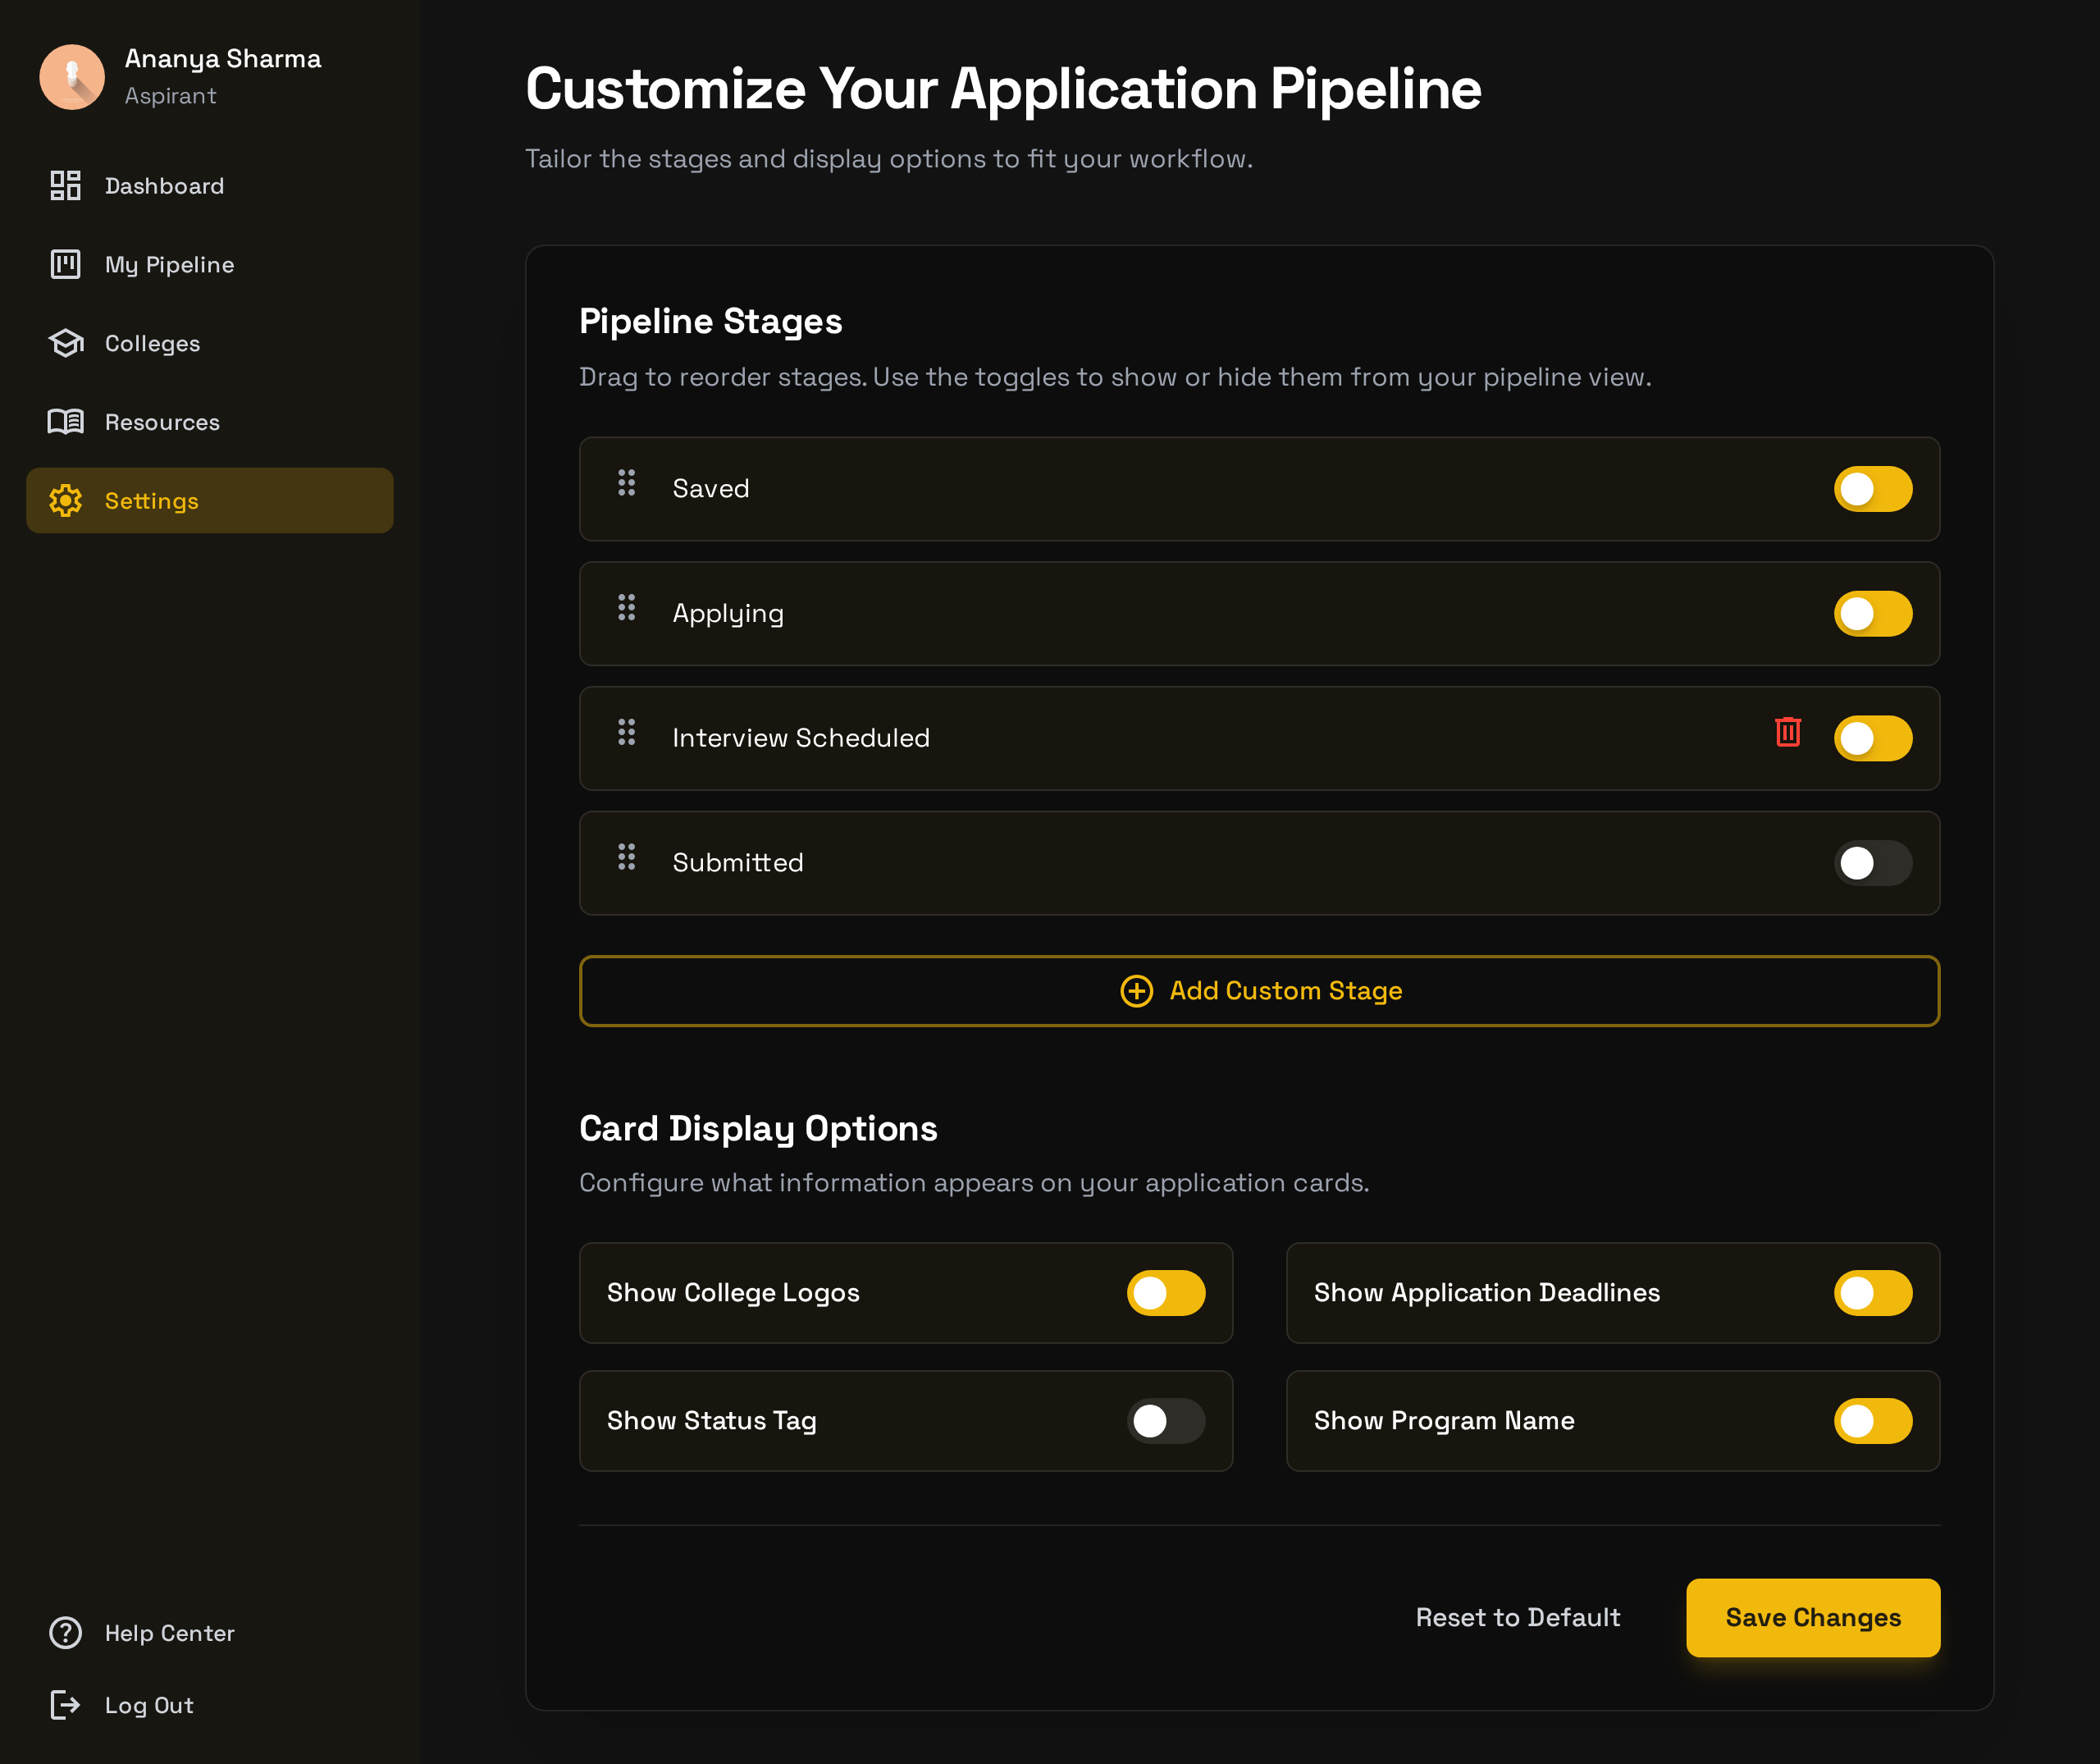 Ananya Sharma
Aspirant
Dashboard
My Pipeline
Colleges
Resources
Settings
Help Center
Log Out
Customize Your Application Pipeline
Tailor the stages and display options to fit your workflow.
Pipeline Stages
Drag to reorder stages. Use the toggles to show or hide them from your pipeline view.
Saved
Applying
Interview Scheduled
Submitted
Add Custom Stage
Card Display Options
Configure what information appears on your application cards.
Show College Logos
Show Application Deadlines
Show Status Tag
Show Program Name
Reset to Default
Save Changes